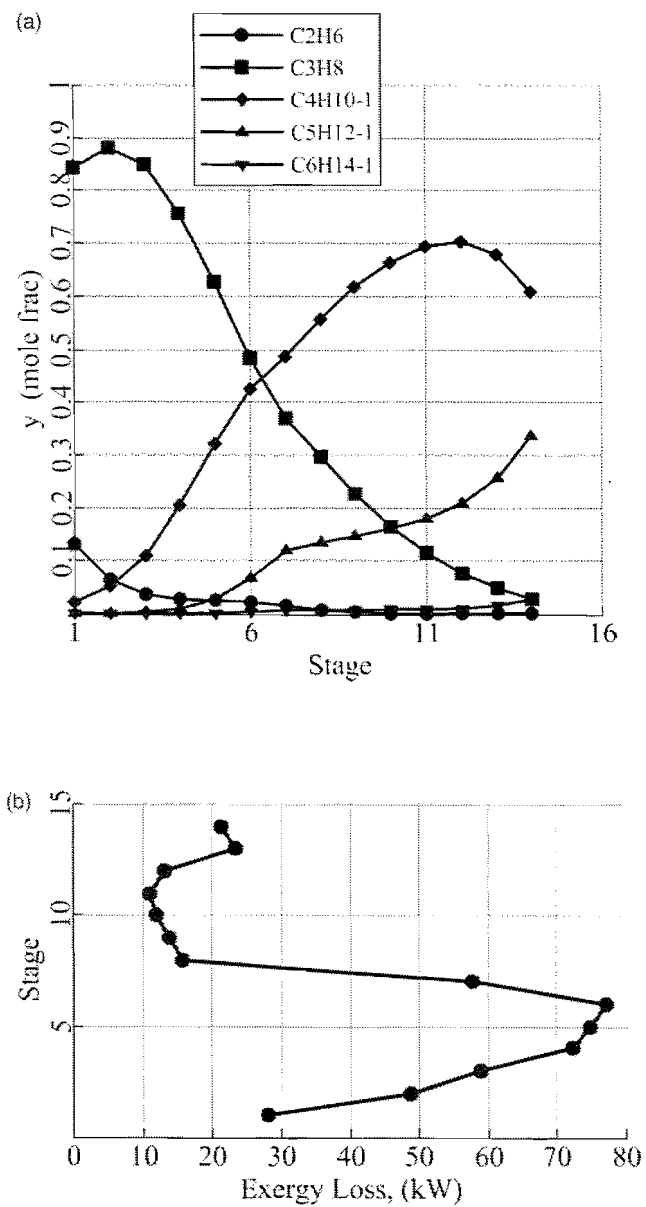 (a)
C2H6
C3H8
C4H10-1
C5H12-1
C6H14-1
1
0.9
0.8
0.7
0.6
0.5
0.4
0.3
0.2
0.1
y (mole frac)
1 6 11 16
Stage
(b)
15
10
5
Stage
0 10 20 30 40 50 60 70 80
Exergy Loss, (kW)